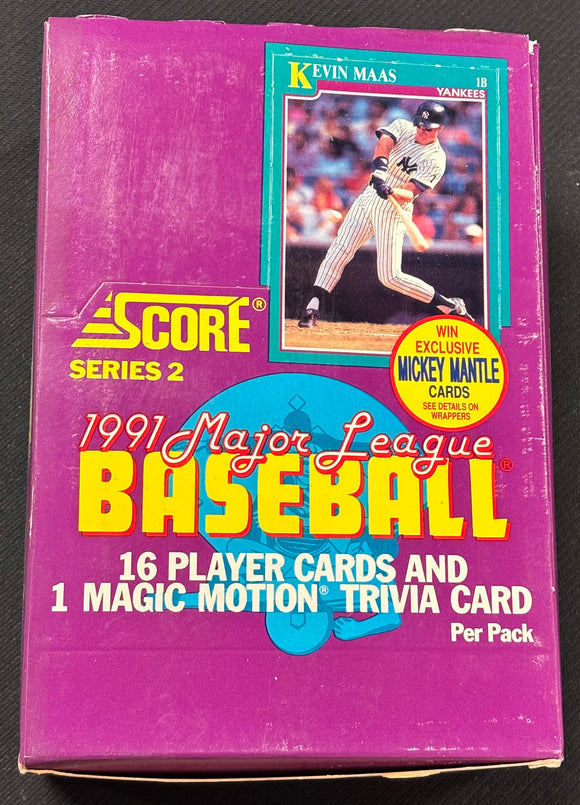 KEVIN MAAS
1B
YANKEES
SCORE®
SERIES 2
WIN
EXCLUSIVE
MICKEY MANTLE
CARDS
SEE DETAILS ON
WRAPPERS
1991 Major League
BASEBALL®
16 PLAYER CARDS AND
1 MAGIC MOTION® TRIVIA CARD
Per Pack